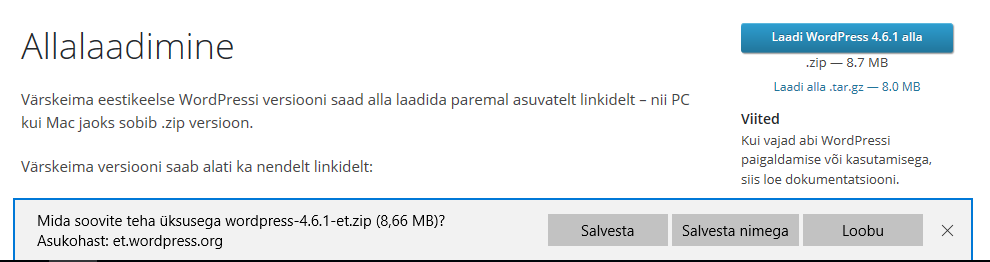 Allalaadimine
Värskeima eestikeelse WordPressi versiooni saad alla laadida paremal asuvatelt linkidelt – nii PC
kui Mac jaoks sobib .zip versioon.
Värskeima versiooni saab alati ka nendelt linkidelt:
Laadi WordPress 4.6.1 alla
.zip — 8.7 MB
Laadi alla .tar.gz — 8.0 MB
Viited
Kui vajad abi WordPressi
paigaldamise või kasutamisega,
siis loe dokumentatsiooni.
Mida soovite teha üksusega wordpress-4.6.1-et.zip (8,66 MB)?
Asukohast: et.wordpress.org
Salvesta
Salvesta nimega
Loobu